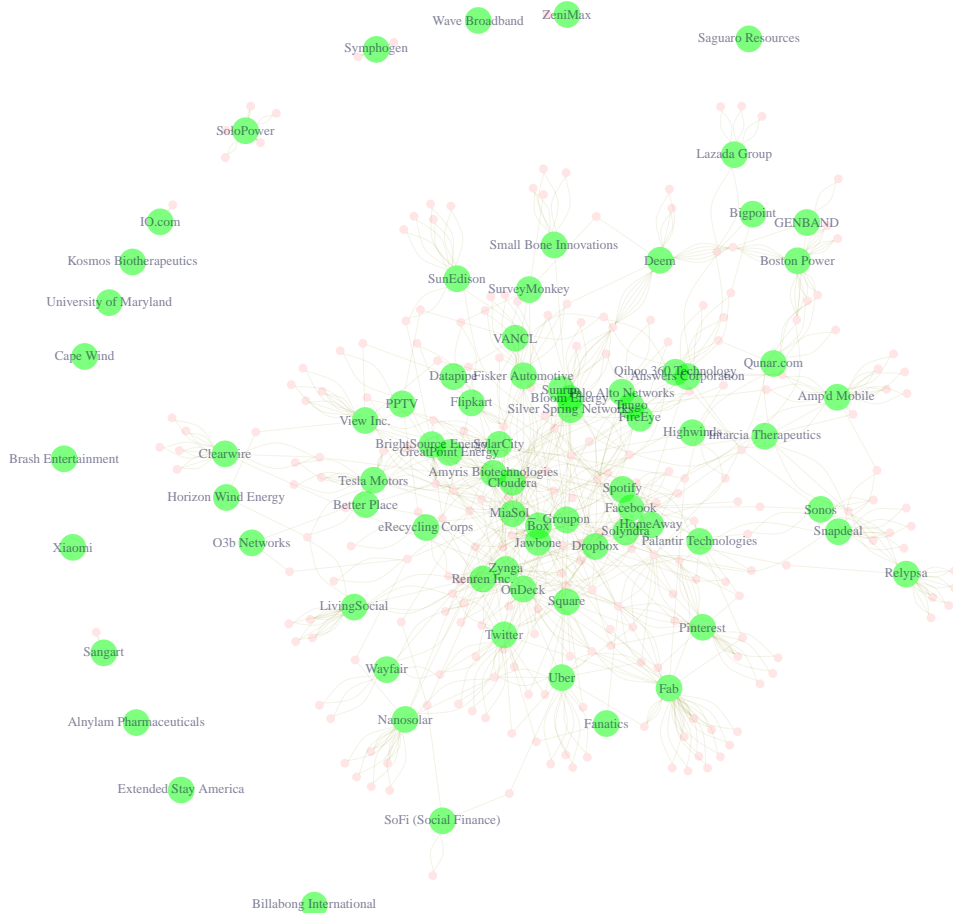 ZeniMax
Wave Broadband
Saguaro Resources
Symphogen
SoloPower
Lazada Group
Bigpoint
IO.com
GENBAND
Small Bone Innovations
Kosmos Biotherapeutics
Deem
Boston Power
SunEdison
SurveyMonkey
University of Maryland
VANCL
Cape Wind
Qunar.com
Qihoo 360 Technology
Answers Corporation
Datapipe
Fisker Automotive
Sunrun
Palo Alto Networks
Bloom Energy
Amp'd Mobile
PPTV
Flipkart
Silver Spring Networks
Tango
FireEye
View Inc.
Highwinds
Intarcia Therapeutics
BrightSource Energy
SolarCity
GreatPoint Energy
Clearwire
Brash Entertainment
Amyris Biotechnologies
Tesla Motors
Cloudera
Spotify
Horizon Wind Energy
Better Place
Facebook
Sonos
MiaSol
Groupon
eRecycling Corps
Box
HomeAway
Solyndra
Snapdeal
O3b Networks
Jawbone
Dropbox
Palantir Technologies
Xiaomi
Zynga
Relypsa
Renren Inc.
OnDeck
Square
LivingSocial
Pinterest
Twitter
Sangart
Wayfair
Uber
Fab
Nanosolar
Fanatics
Alnylam Pharmaceuticals
Extended Stay America
SoFi (Social Finance)
Billabong International